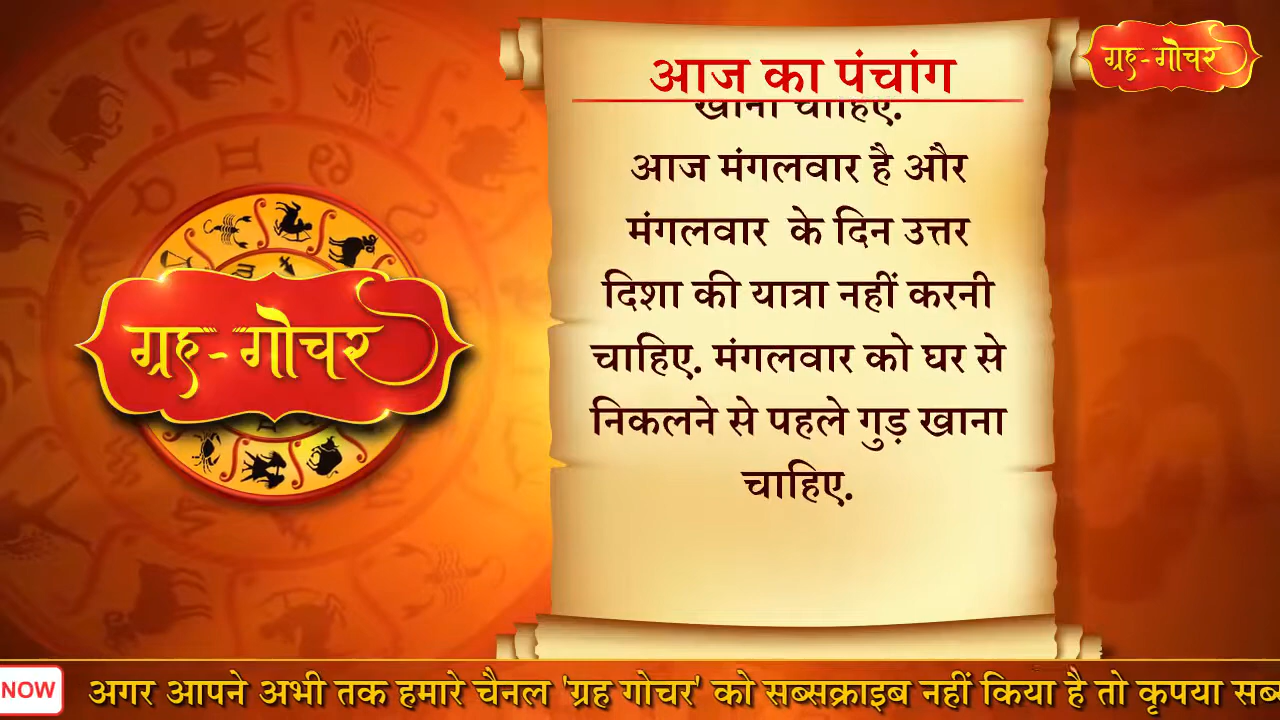 आज का पंचांग
ग्रह-गोचर
खाना चाहिए.
आज मंगलवार है और
मंगलवार के दिन उत्तर
दिशा की यात्रा नहीं करनी
चाहिए. मंगलवार को घर से
निकलने से पहले गुड़ खाना
चाहिए.
ग्रह-गोचर
NOW
अगर आपने अभी तक हमारे चैनल 'ग्रह गोचर' को सब्सक्राइब नहीं किया है तो कृपया सब्